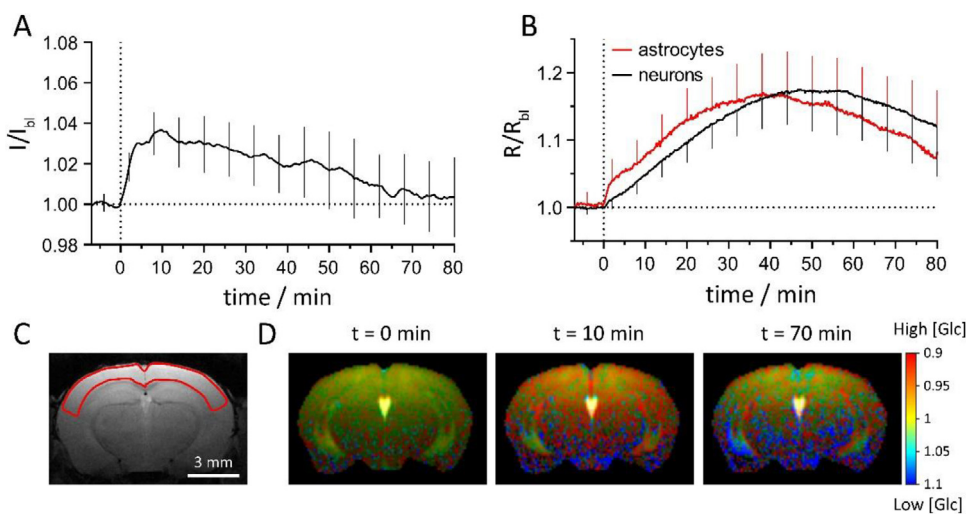 A
I/I_bl
1.08
1.06
1.04
1.02
1.00
0.98
0 10 20 30 40 50 60 70 80
time / min
B
astrocytes
neurons
R/R_bl
1.2
1.1
1.0
0 10 20 30 40 50 60 70 80
time / min
C
3 mm
D
t = 0 min
t = 10 min
t = 70 min
High [Glc]
0.9
0.95
1
1.05
1.1
Low [Glc]